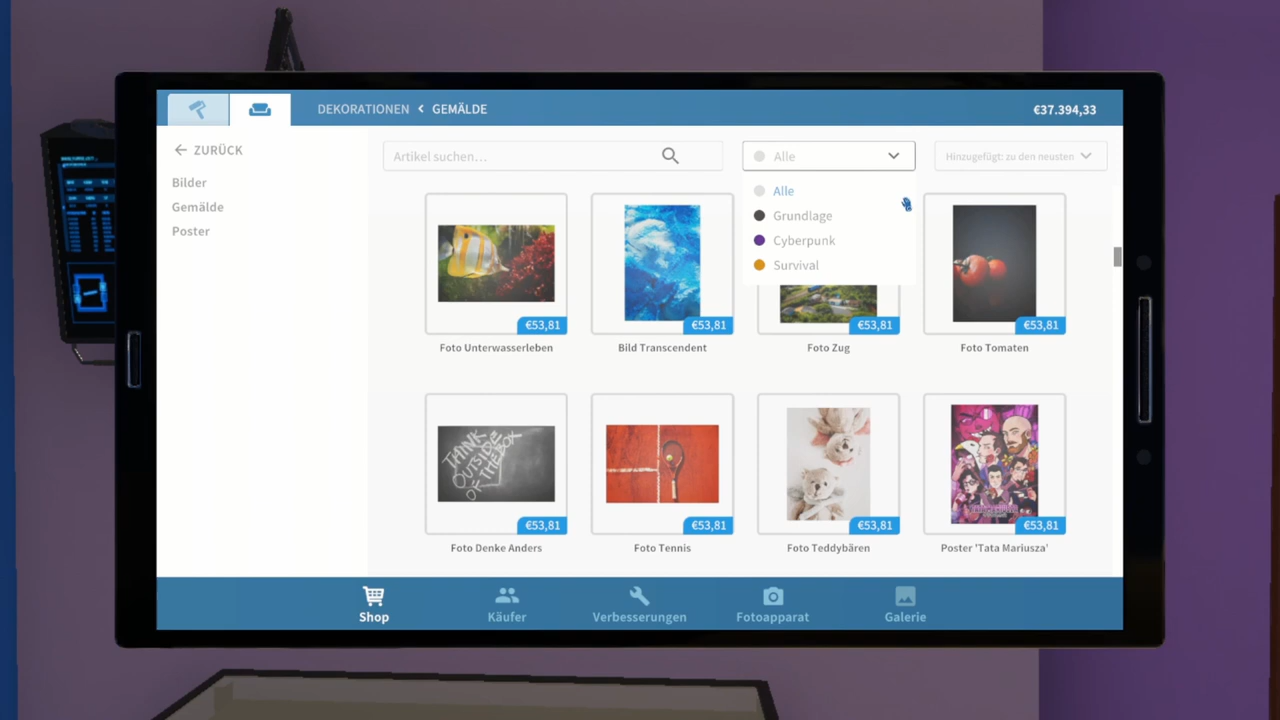 DEKORATIONEN < GEMÄLDE
€37.394,33
ZURÜCK
Bilder
Gemälde
Poster
Artikel suchen...
Alle
Hinzugefügt: zu den neusten
Alle
Grundlage
Cyberpunk
Survival
€53,81
€53,81
€53,81
€53,81
Foto Unterwasserleben
Bild Transcendent
Foto Zug
Foto Tomaten
THINK
OUTSIDE
OF THE BOX
€53,81
€53,81
€53,81
€53,81
Foto Denke Anders
Foto Tennis
Foto Teddybären
Poster 'Tata Mariusza'
Shop
Käufer
Verbesserungen
Fotoapparat
Galerie